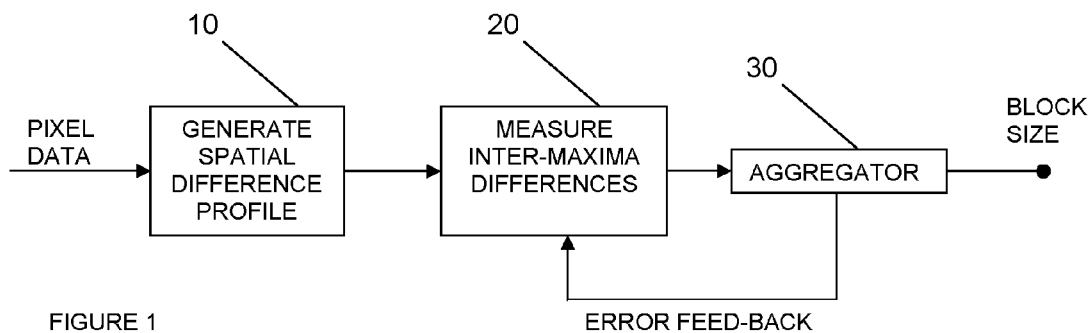 10
20
30
PIXEL
DATA
GENERATE
SPATIAL
DIFFERENCE
PROFILE
MEASURE
INTER-MAXIMA
DIFFERENCES
AGGREGATOR
BLOCK
SIZE
FIGURE 1
ERROR FEED-BACK